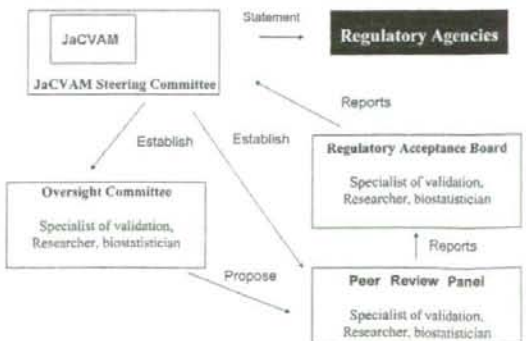 Statement
JaCVAM
Regulatory Agencies
JaCVAM Steering Committee
Reports
Establish
Establish
Regulatory Acceptance Board
Specialist of validation,
Researcher, biostatistician
Oversight Committee
Specialist of validation,
Researcher, biostatistician
Reports
Propose
Peer Review Panel
Specialist of validation,
Researcher, biostatistician